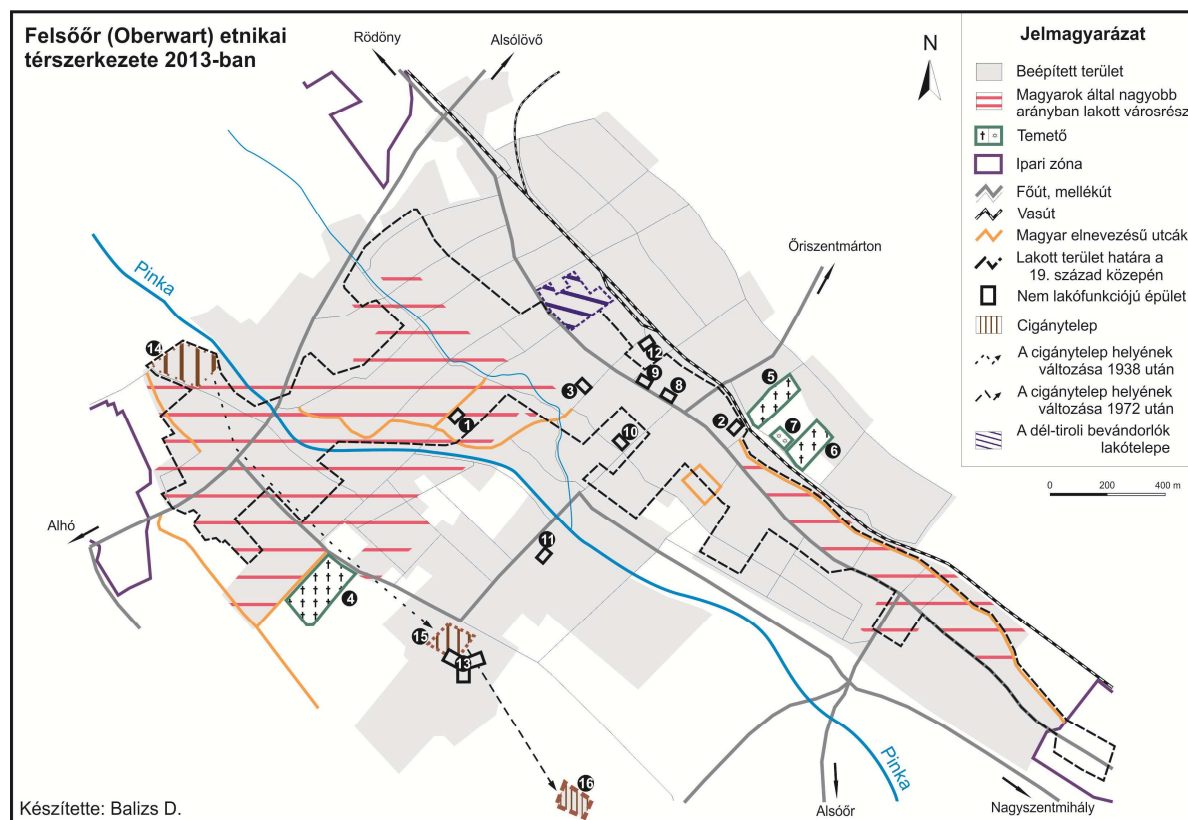 Felsőőr (Oberwart) etnikai
térszerkezete 2013-ban
Rödöny
Alsólövő
N
Őriszentmárton
Pinka
14
12
9
8
3
5
1
2
7
10
6
Alhó
11
4
15
13
16
Pinka
Alsóőr
Nagyszentmihály
Készítette: Balizs D.
Jelmagyarázat
Beépített terület
Magyarok által nagyobb
arányban lakott városrész
Temető
Ipari zóna
Főút, mellékút
Vasút
Magyar elnevezésű utcák
Lakott terület határa a
19. század közepén
Nem lakófunkciójú épület
Cigánytelep
A cigánytelep helyének
változása 1938 után
A cigánytelep helyének
változása 1972 után
A dél-tiroli bevándorlók
lakótelepe
0 200 400 m